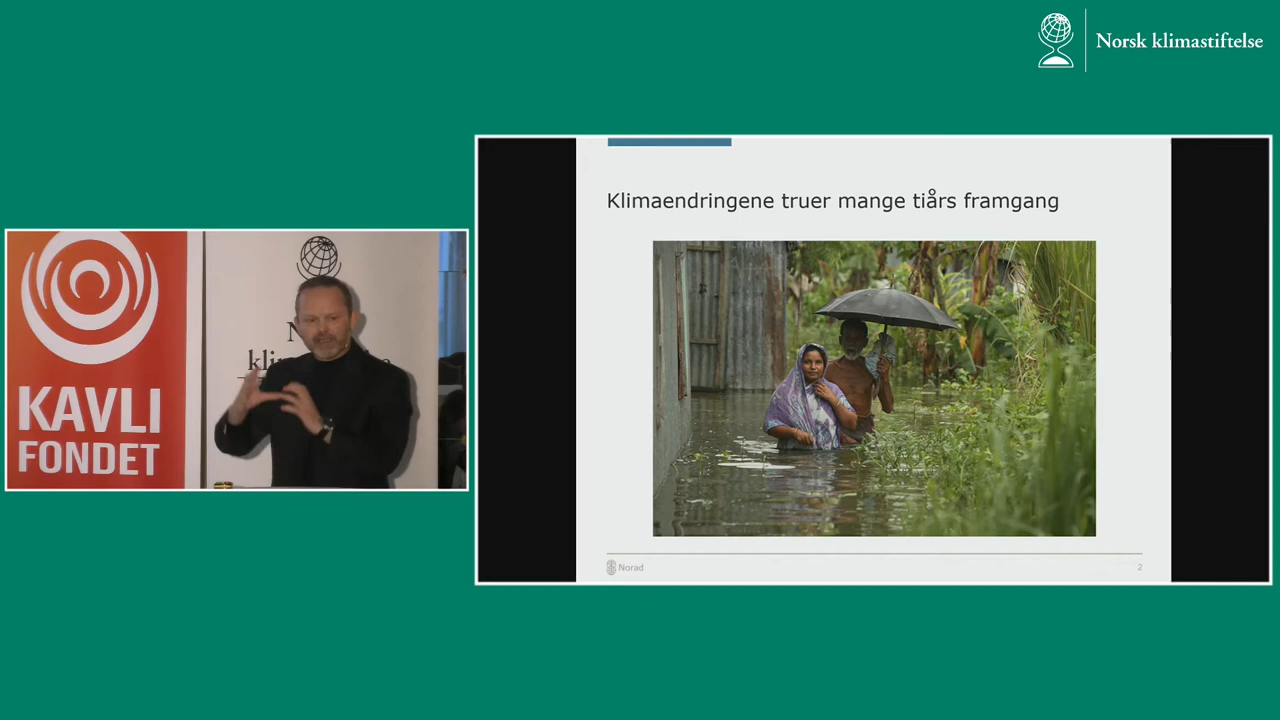 Norsk klimastiftelse
Klimaendringene truer mange tiårs framgang
KAVLI
FONDET
Norad
2